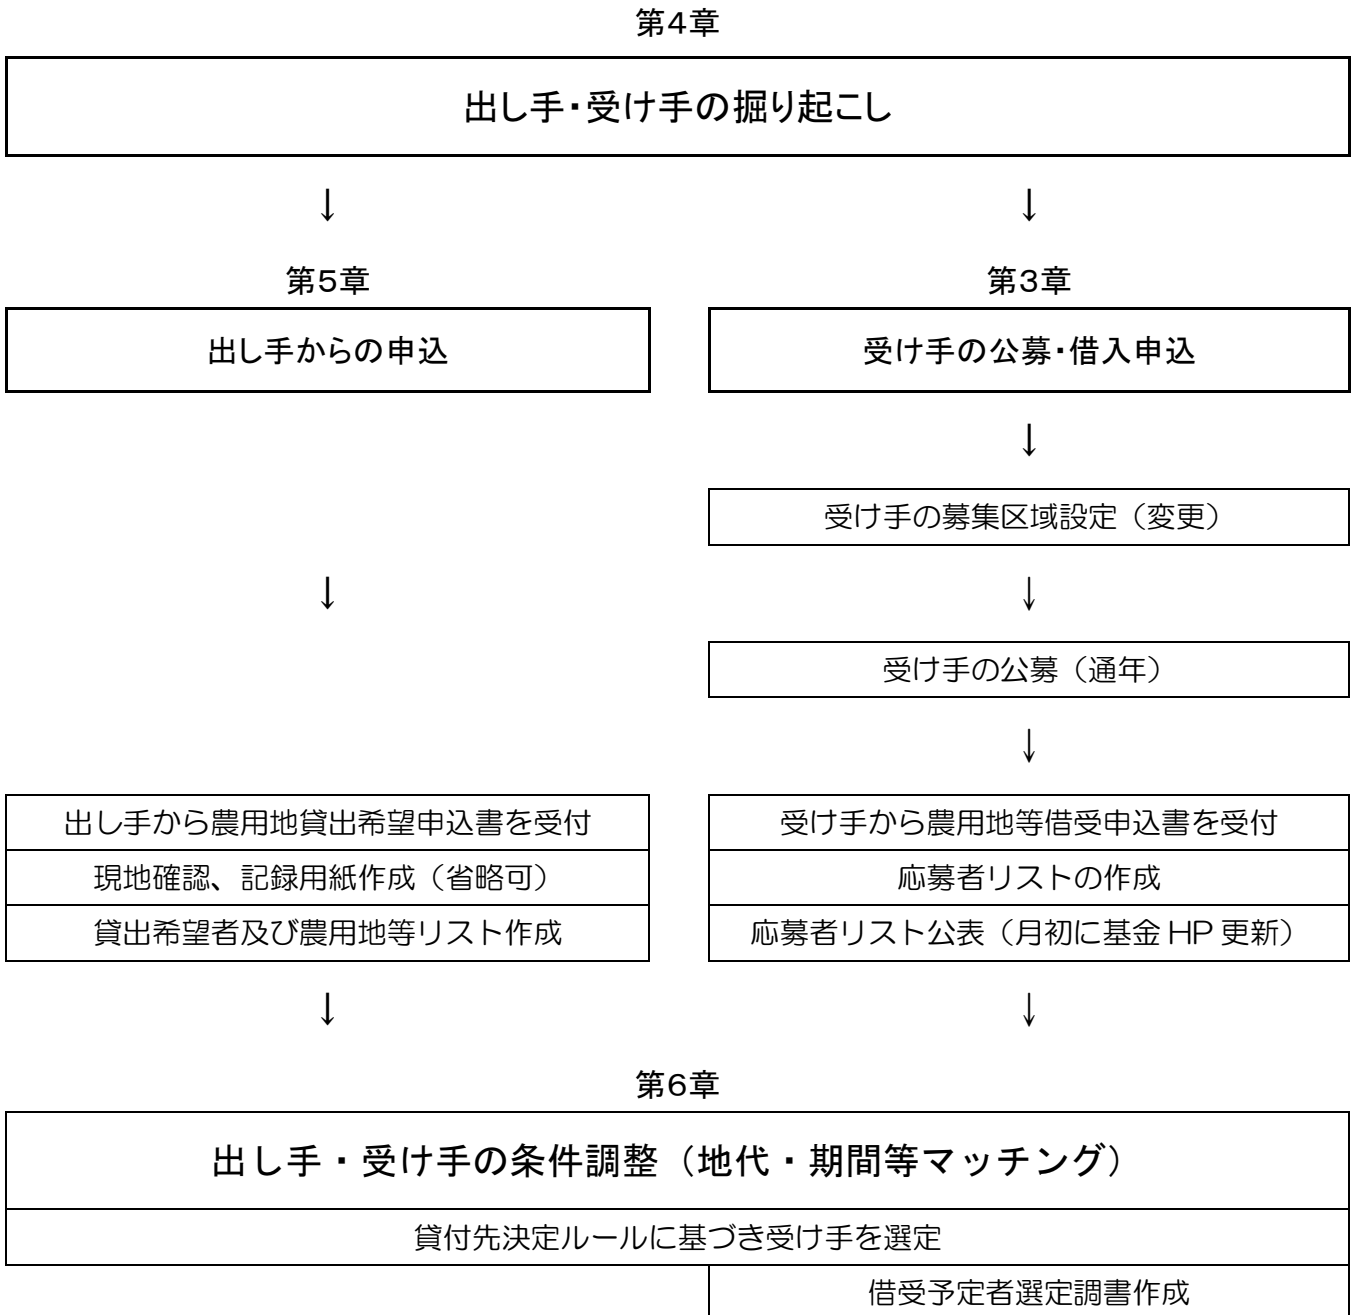 第4章
出し手・受け手の掘り起こし
↓ ↓
第5章
出し手からの申込
第3章
受け手の公募・借入申込
↓
受け手の募集区域設定（変更）
↓ ↓
受け手の公募（通年）
↓
出し手から農用地貸出希望申込書を受付
現地確認、記録用紙作成（省略可）
貸出希望者及び農用地等リスト作成
受け手から農用地等借受申込書を受付
応募者リストの作成
応募者リスト公表（月初に基金 HP 更新）
↓ ↓
第6章
出し手・受け手の条件調整（地代・期間等マッチング）
貸付先決定ルールに基づき受け手を選定
借受予定者選定調書作成